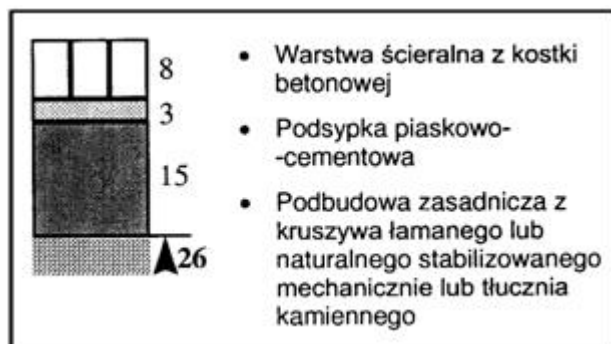 8
3
15
26
• Warstwa ścieralna z kostki
betonowej
• Podsypka piaskowo-
-cementowa
• Podbudowa zasadnicza z
kruszywa łamanego lub
naturalnego stabilizowanego
mechanicznie lub tłucznia
kamiennego